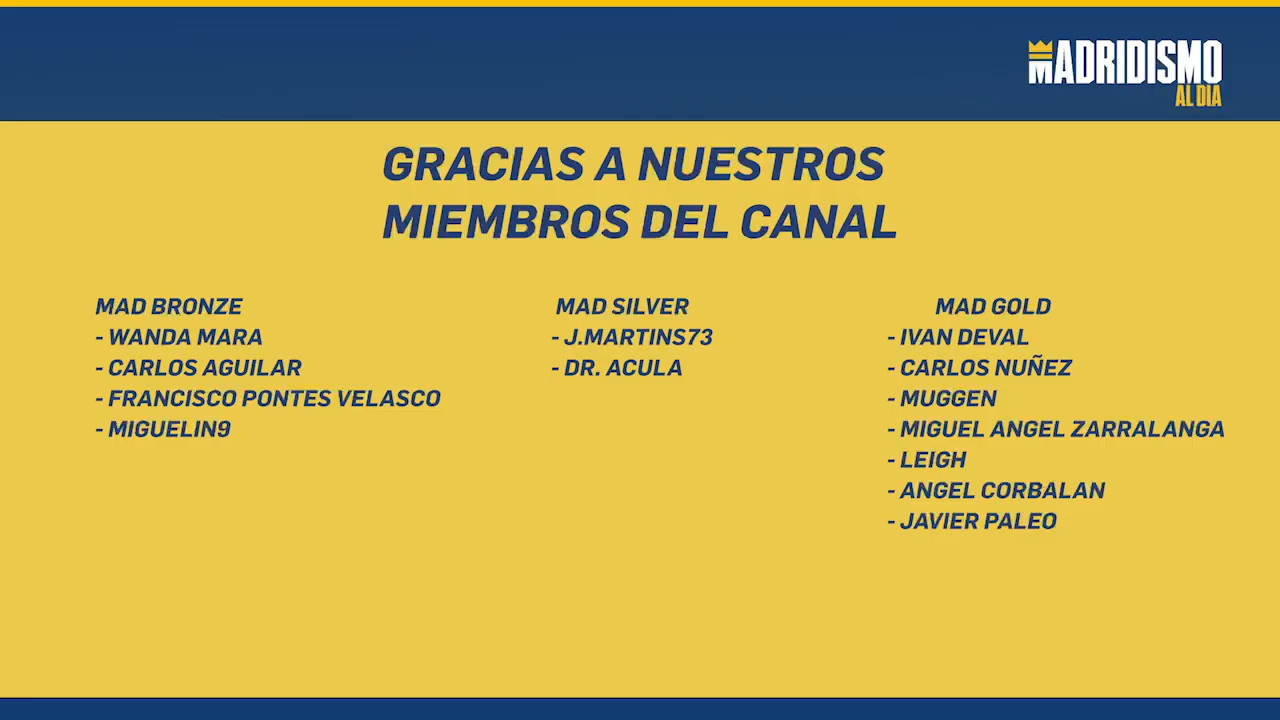 MADRIDISMO
AL DIA
GRACIAS A NUESTROS
MIEMBROS DEL CANAL
MAD BRONZE
- WANDA MARA
- CARLOS AGUILAR
- FRANCISCO PONTES VELASCO
- MIGUELIN9
MAD SILVER
- J.MARTINS73
- DR. ACULA
MAD GOLD
- IVAN DEVAL
- CARLOS NUÑEZ
- MUGGEN
- MIGUEL ANGEL ZARRALANGA
- LEIGH
- ANGEL CORBALAN
- JAVIER PALEO